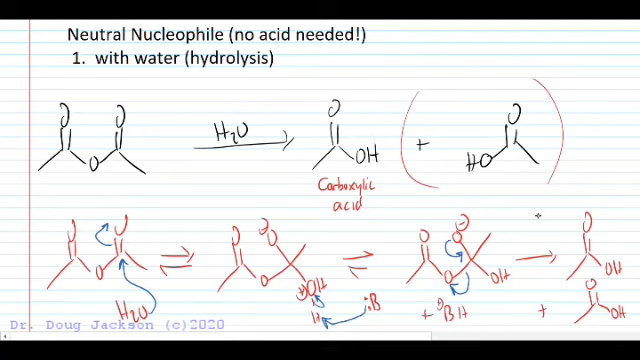 Neutral Nucleophile (no acid needed!)
1. with water (hydrolysis)
O O H₂O O OH + HO O
O
Carboxylic
acid
O O O O ⊖ O O ⊖ O O
O O OH O OH OH
H₂O ⊕ H :B + ⊕BH + O OH
Dr. Doug Jackson (c)2020